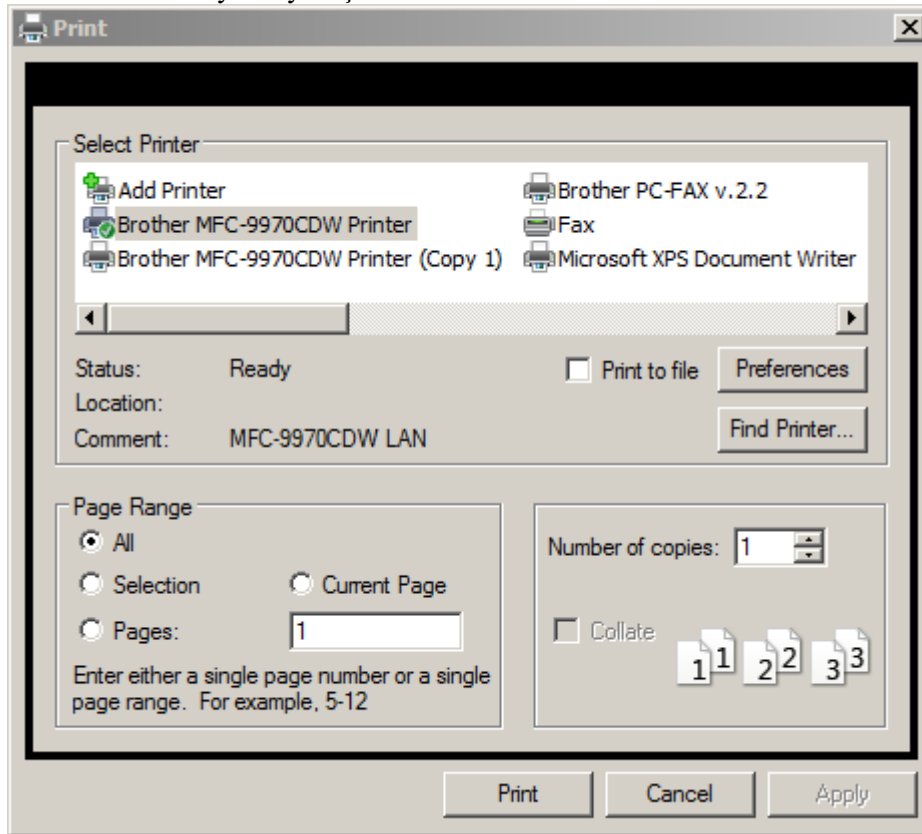 Print
Select Printer
Add Printer
Brother PC-FAX v.2.2
Brother MFC-9970CDW Printer
Fax
Brother MFC-9970CDW Printer (Copy 1)
Microsoft XPS Document Writer
Status: Ready
Print to file
Preferences
Location:
Comment: MFC-9970CDW LAN
Find Printer...
Page Range
All
Selection
Current Page
Pages: 1
Enter either a single page number or a single
page range. For example, 5-12
Number of copies: 1
Collate
1 1 2 2 3 3
Print
Cancel
Apply